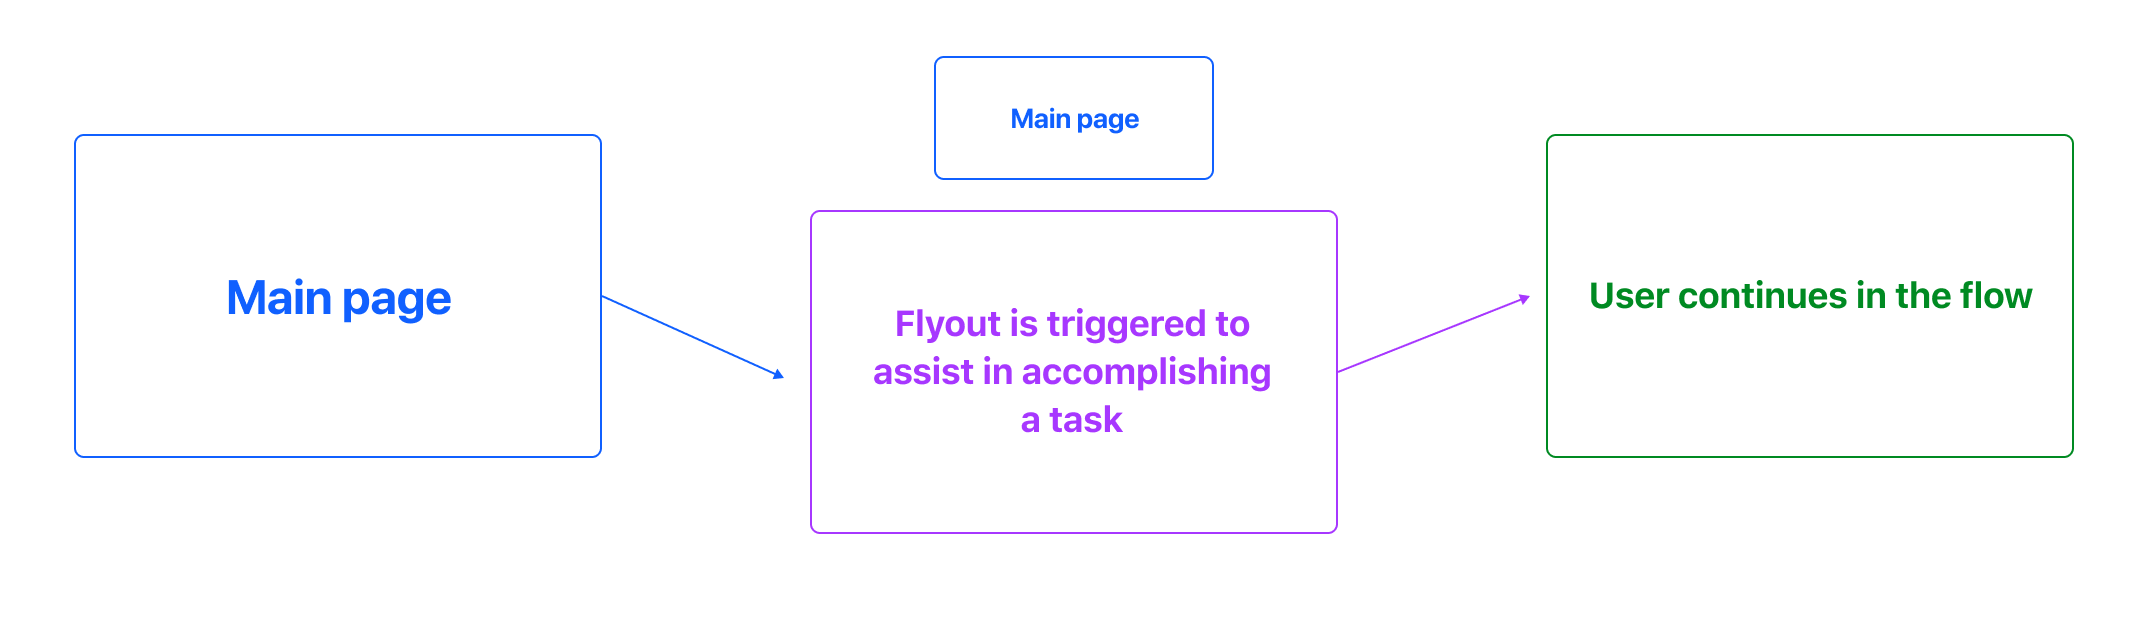 Main page
Main page
Flyout is triggered to
assist in accomplishing
a task
User continues in the flow